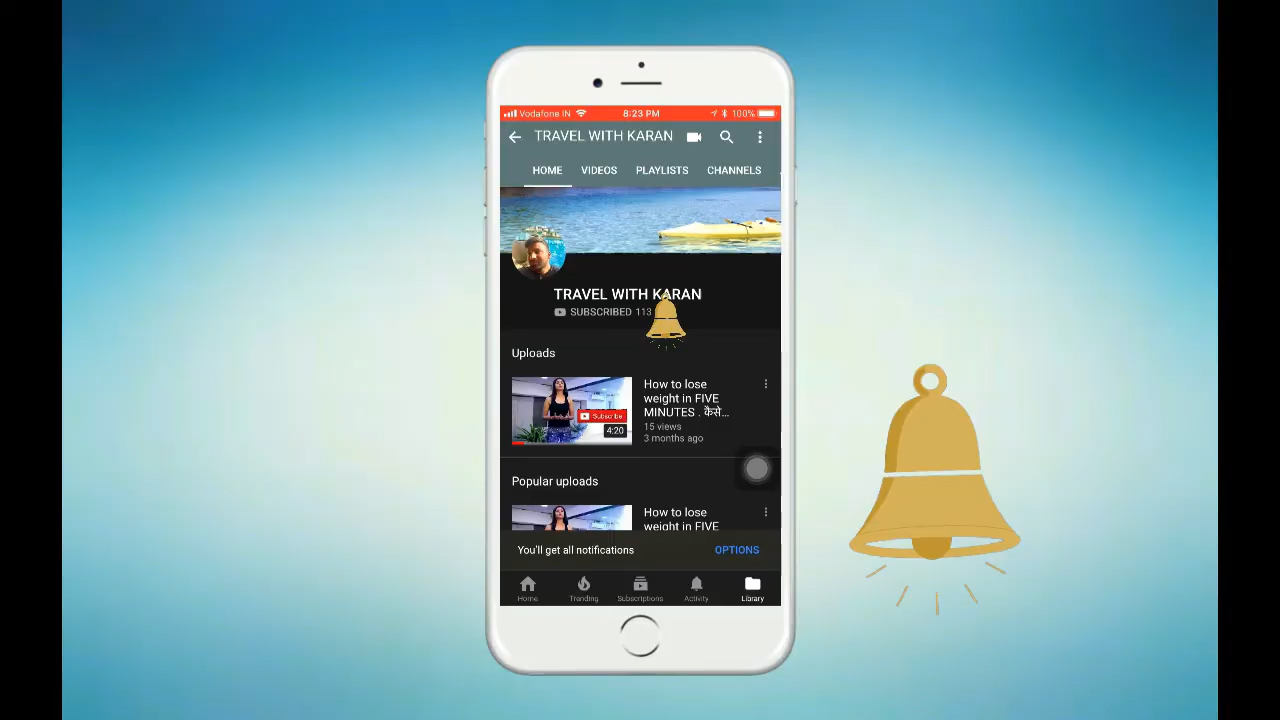 Vodafone IN 8:23 PM 100%
TRAVEL WITH KARAN
HOME VIDEOS PLAYLISTS CHANNELS
TRAVEL WITH KARAN
SUBSCRIBED 113
Uploads
How to lose
weight in FIVE
MINUTES . कैसे...
Subscribe
4:20
15 views
3 months ago
Popular uploads
How to lose
weight in FIVE
You'll get all notifications OPTIONS
Home Trending Subscriptions Activity Library